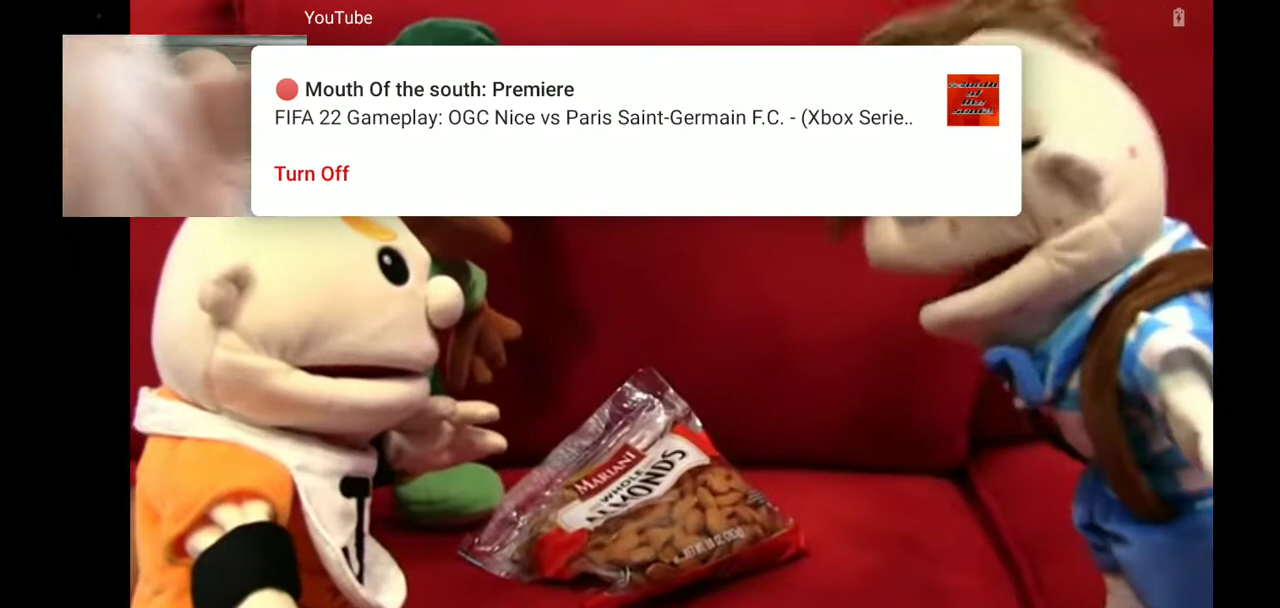 YouTube
Mouth Of the south: Premiere
FIFA 22 Gameplay: OGC Nice vs Paris Saint-Germain F.C. - (Xbox Serie..
Turn Off
MARIANI
WHOLE
ALMONDS